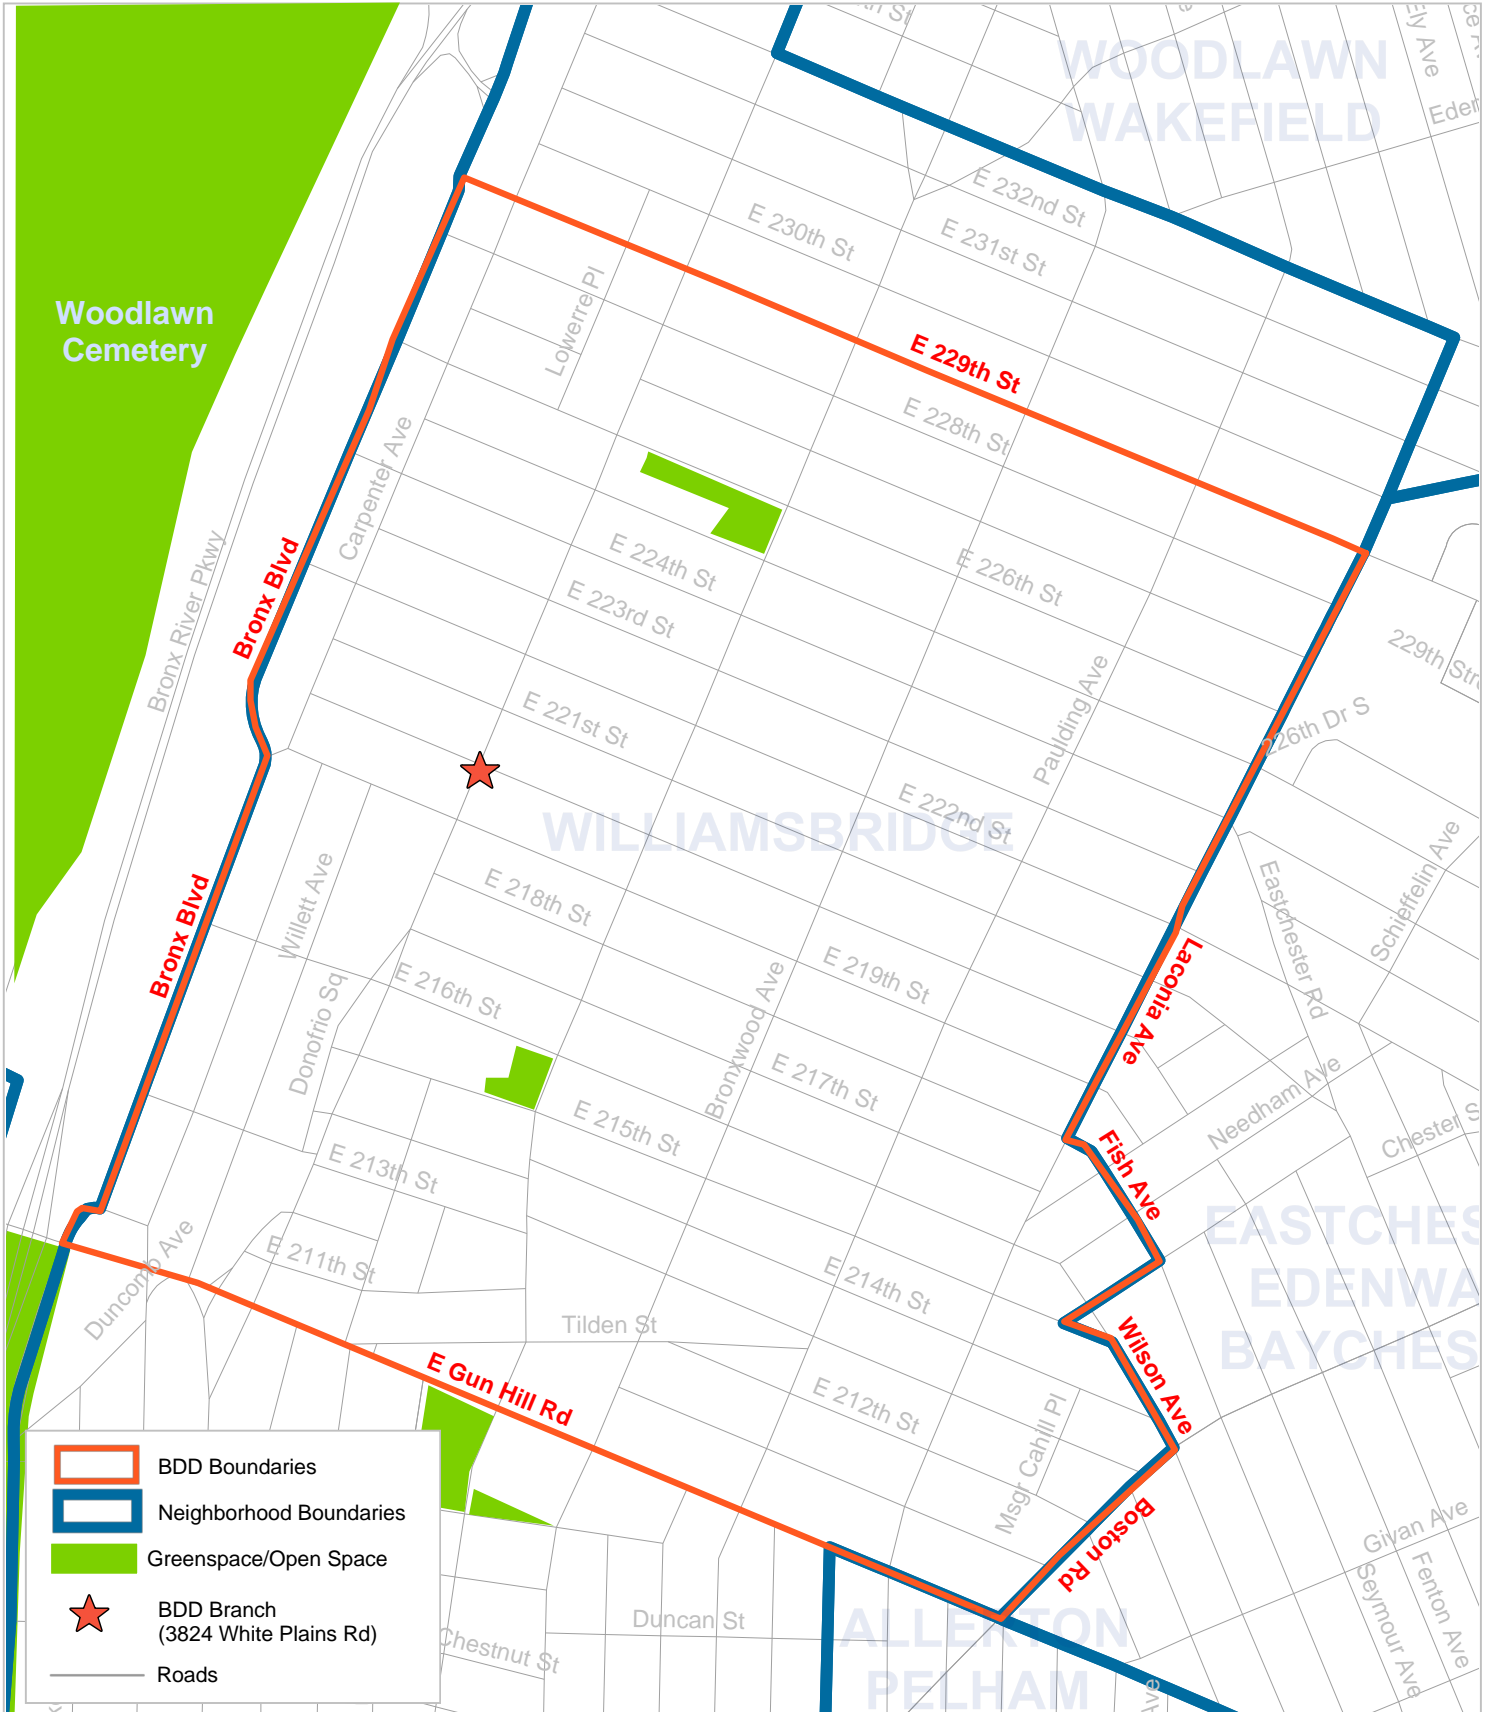 WOODLAWN
WAKEFIELD
Ely Ave
E 232nd St
E 230th St
E 231st St
Lowerre Pl
Woodlawn
Cemetery
E 229th St
E 228th St
Carpenter Ave
Bronx River Pkwy
Bronx Blvd
E 224th St
E 226th St
E 223rd St
229th Str
Paulding Ave
226th Dr S
E 221st St
E 222nd St
WILLIAMSBRIDGE
Schieffelin Ave
Eastchester Rd
Willett Ave
Bronx Blvd
E 218th St
E 219th St
Laconia Ave
E 216th St
Donofrio Sq
Bronxwood Ave
E 217th St
Needham Ave
E 215th St
Chester S
Fish Ave
E 213th St
EASTCHES
EDENWA
BAYCHES
Duncomb Ave
E 211th St
E 214th St
Tilden St
Wilson Ave
E Gun Hill Rd
E 212th St
Msgr Cahill Pl
Boston Rd
Givan Ave
Seymour Ave
Fenton Ave
Duncan St
Chestnut St
ALLERTON
PELHAM
BDD Boundaries
Neighborhood Boundaries
Greenspace/Open Space
BDD Branch
(3824 White Plains Rd)
Roads